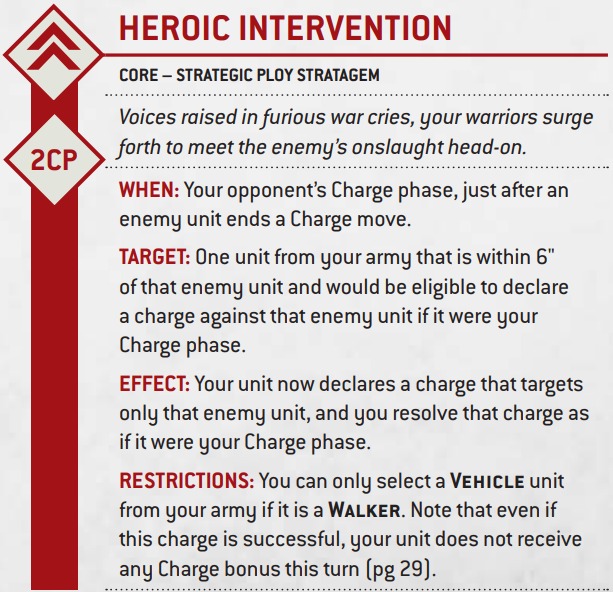 HEROIC INTERVENTION
CORE – STRATEGIC PLOY STRATAGEM
Voices raised in furious war cries, your warriors surge
forth to meet the enemy's onslaught head-on.
2CP
WHEN: Your opponent's Charge phase, just after an
enemy unit ends a Charge move.
TARGET: One unit from your army that is within 6"
of that enemy unit and would be eligible to declare
a charge against that enemy unit if it were your
Charge phase.
EFFECT: Your unit now declares a charge that targets
only that enemy unit, and you resolve that charge as
if it were your Charge phase.
RESTRICTIONS: You can only select a VEHICLE unit
from your army if it is a WALKER. Note that even if
this charge is successful, your unit does not receive
any Charge bonus this turn (pg 29).